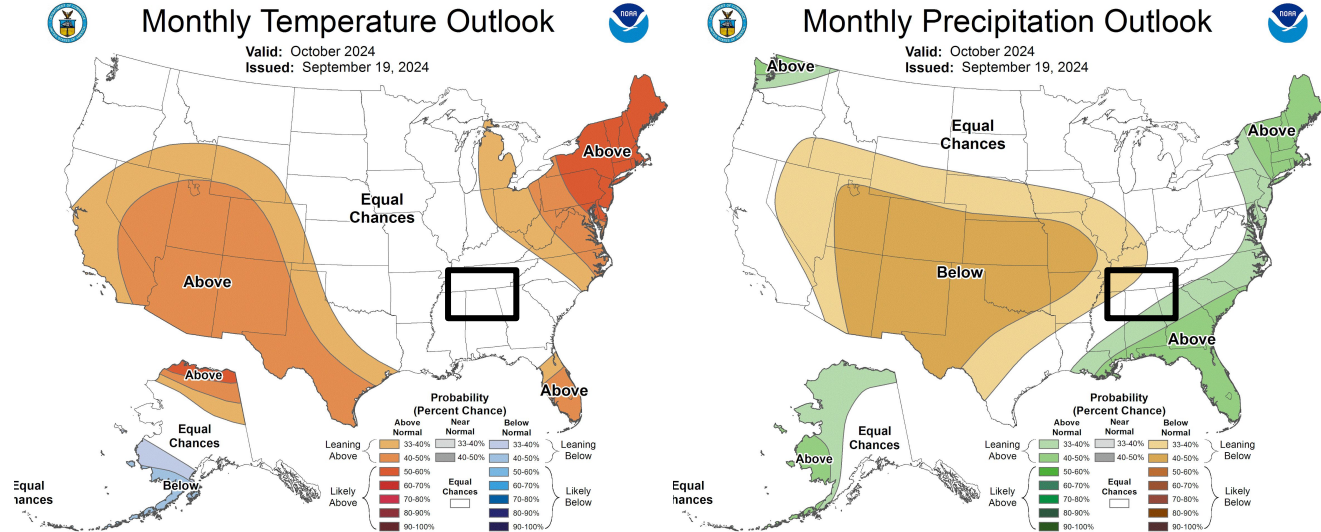 Monthly Temperature Outlook
Valid: October 2024
Issued: September 19, 2024
NOAA
Above
Equal
Chances
Above
Above
Above
Equal
Chances
Below
Equal
hances
Probability
(Percent Chance)
Above
Normal
Near
Normal
Below
Normal
Leaning
Above
33-40%
33-40%
33-40%
Leaning
Below
40-50%
40-50%
40-50%
50-60%
50-60%
Likely
Above
60-70%
Equal
Chances
60-70%
Likely
Below
70-80%
70-80%
80-90%
80-90%
90-100%
90-100%
Monthly Precipitation Outlook
Valid: October 2024
Issued: September 19, 2024
NOAA
Above
Equal
Chances
Above
Below
Above
Above
Equal
Chances
Equal
hances
Probability
(Percent Chance)
Above
Normal
Near
Normal
Below
Normal
Leaning
Above
33-40%
33-40%
33-40%
Leaning
Below
40-50%
40-50%
40-50%
50-60%
50-60%
Likely
Above
60-70%
Equal
Chances
60-70%
Likely
Below
70-80%
70-80%
80-90%
80-90%
90-100%
90-100%